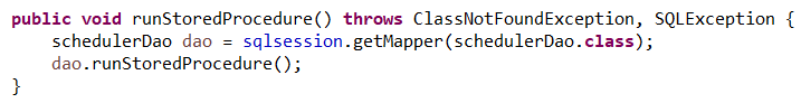 public void runStoredProcedure() throws ClassNotFoundException, SQLException {
    schedulerDao dao = sqlsession.getMapper(schedulerDao.class);
    dao.runStoredProcedure();
}